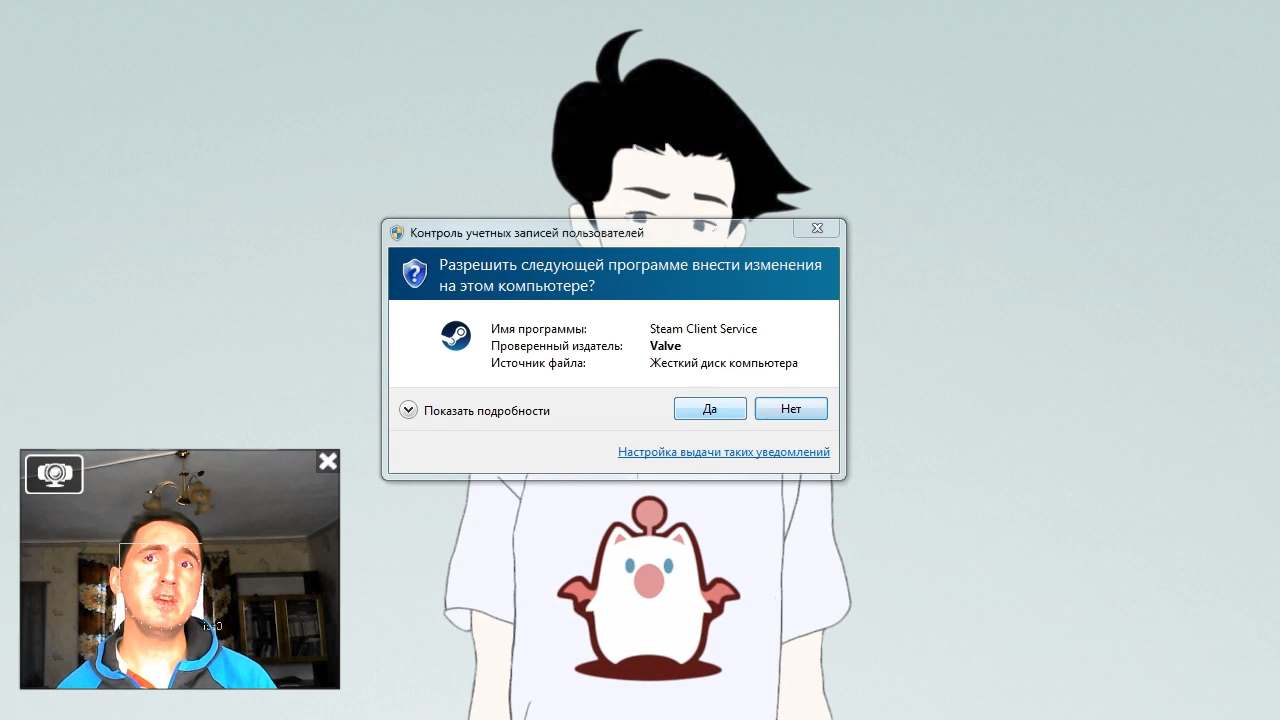 Контроль учетных записей пользователей
Разрешить следующей программе внести изменения
на этом компьютере?
Имя программы: Steam Client Service
Проверенный издатель: Valve
Источник файла: Жесткий диск компьютера
Показать подробности
Да
Нет
Настройка выдачи таких уведомлений